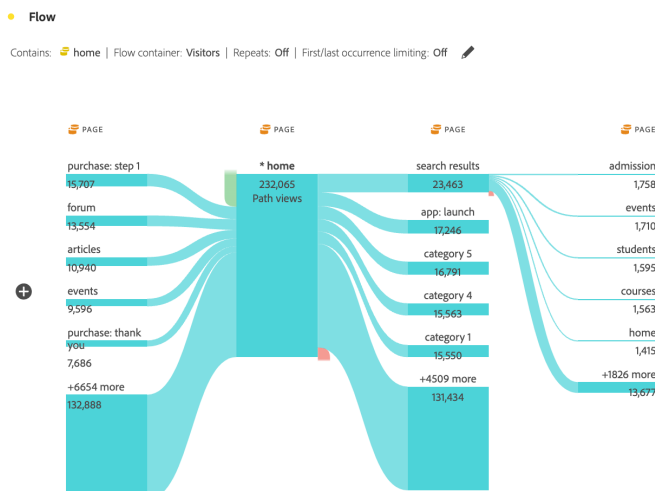 Flow
Contains: home | Flow container: Visitors | Repeats: Off | First/last occurrence limiting: Off
PAGE
purchase: step 1
15,707
forum
13,554
articles
10,940
events
9,596
purchase: thank
you
7,686
+6654 more
132,888
PAGE
* home
232,065
Path views
PAGE
search results
23,463
app: launch
17,246
category 5
16,791
category 4
15,563
category 1
15,550
+4509 more
131,434
PAGE
admission
1,758
events
1,710
students
1,595
courses
1,563
home
1,415
+1826 more
13,677